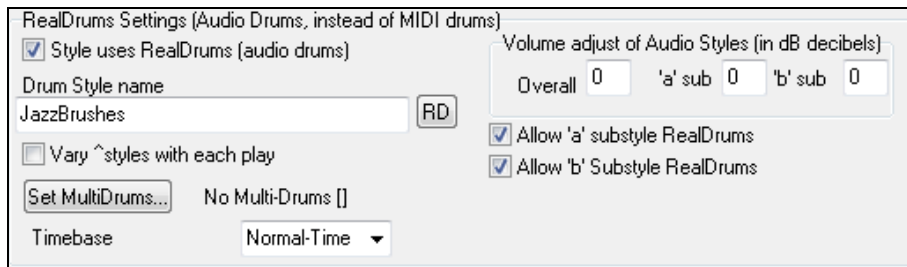 RealDrums Settings (Audio Drums, instead of MIDI drums)
Style uses RealDrums (audio drums)
Drum Style name
JazzBrushes
RD
Vary ^styles with each play
Set MultiDrums...
No Multi-Drums []
Timebase
Normal-Time
Volume adjust of Audio Styles (in dB decibels)
Overall 0 'a' sub 0 'b' sub 0
Allow 'a' substyle RealDrums
Allow 'b' Substyle RealDrums